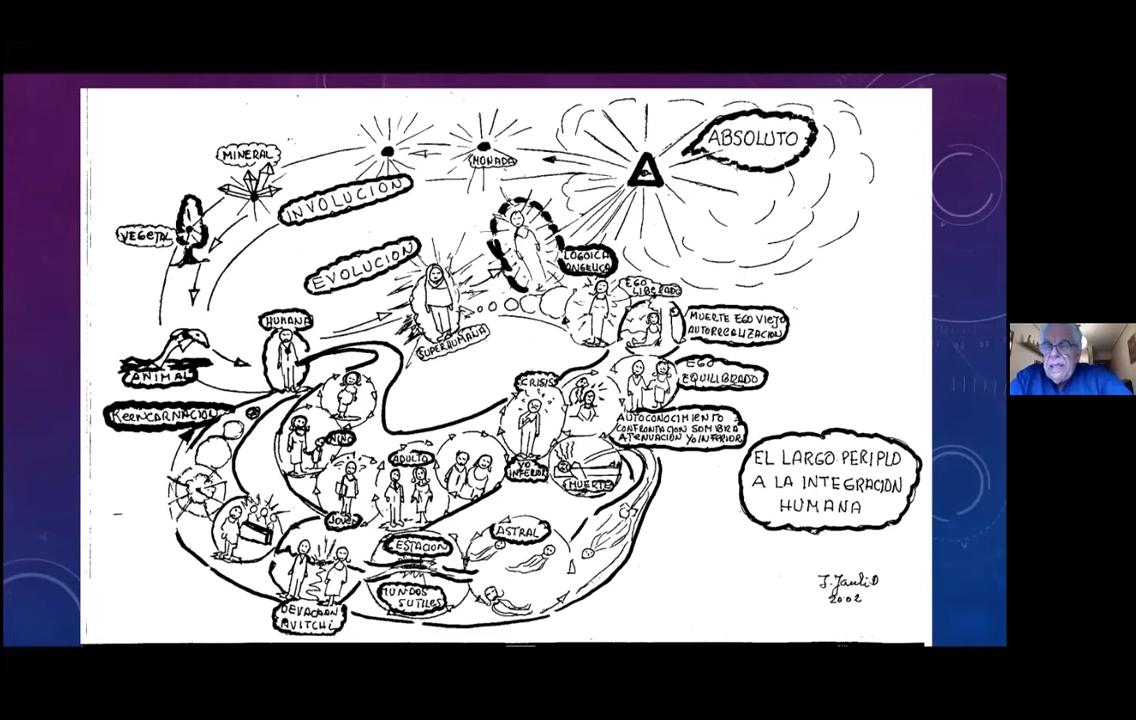 ABSOLUTO
MONADA
MINERAL
INVOLUCION
VEGETAL
EVOLUCION
LOGOICA
ANGELICA
EGO
LIBERADO
HUMANA
SUPERHUMANA
MUERTE EGO VIEJO
AUTORREALIZACION
ANIMAL
EGO
EQUILIBRADO
CRISIS
REENCARNACION
AUTOCONOCIMIENTO
CONFRONTACION SOMBRA
ATENUACION YO INFERIOR
NIÑO
ADULTO
YO
INFERIOR
MUERTE
EL LARGO PERIPLO
A LA INTEGRACION
HUMANA
JOVEN
ESTACION
ASTRAL
MUNDOS
SUTILES
DEVACHAN
AVITCHI
2002